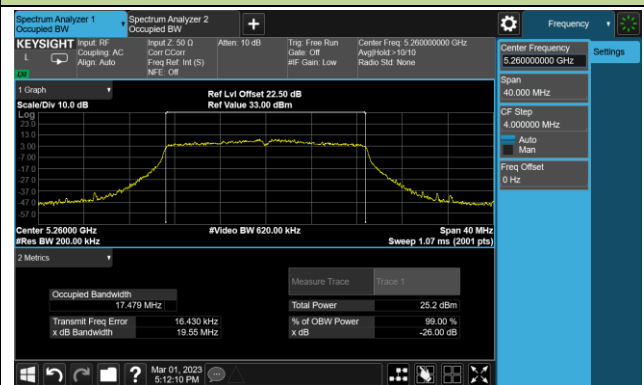 Spectrum Analyzer 1
Occupied BW
Spectrum Analyzer 2
Occupied BW
+
Frequency
KEYSIGHT
L
Input: RF
Coupling: AC
Align: Auto
Input Z: 50 Ω
Corr CCorr
Freq Ref: Int (S)
NFE: Off
Atten: 10 dB
Trig: Free Run
Gate: Off
#IF Gain: Low
Center Freq: 5.260000000 GHz
Avg|Hold:>10/10
Radio Std: None
Center Frequency
5.260000000 GHz
Settings
Span
40.000 MHz
CF Step
4.000000 MHz
Auto
Man
Freq Offset
0 Hz
1 Graph
Scale/Div 10.0 dB
Ref Lvl Offset 22.50 dB
Ref Value 33.00 dBm
Log
23.0
13.0
3.00
-7.00
-17.0
-27.0
-37.0
-47.0
-57.0
Center 5.26000 GHz
#Res BW 200.00 kHz
#Video BW 620.00 kHz
Span 40 MHz
Sweep 1.07 ms (2001 pts)
2 Metrics
Measure Trace
Trace 1
Occupied Bandwidth
17.479 MHz
Total Power
25.2 dBm
Transmit Freq Error
16.430 kHz
% of OBW Power
99.00 %
x dB Bandwidth
19.55 MHz
x dB
-26.00 dB
?
Mar 01, 2023
5:12:10 PM